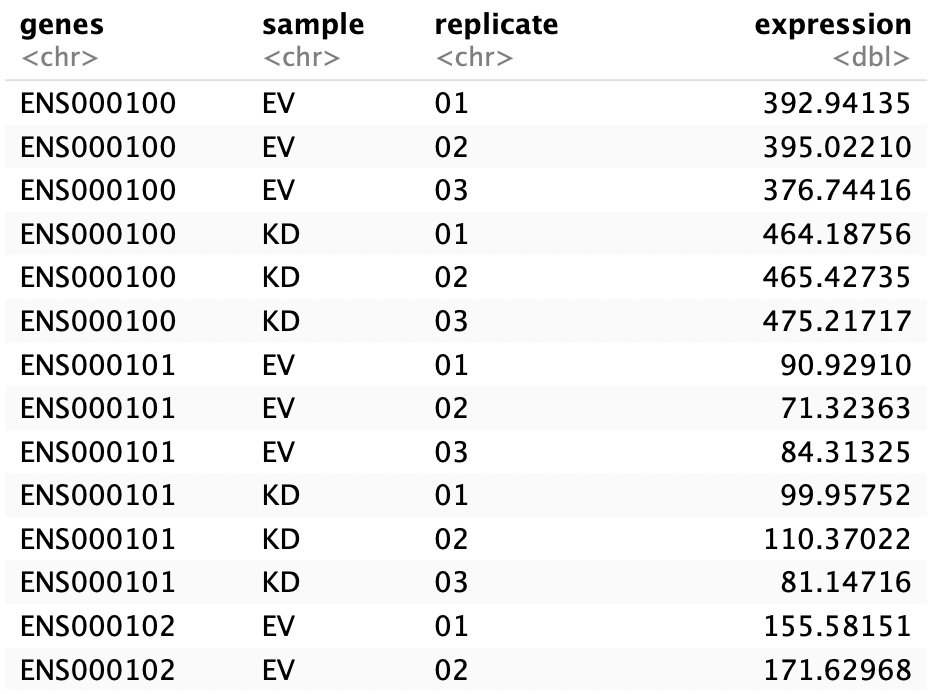 genes sample replicate expression
<chr> <chr> <chr> <dbl>
ENS000100 EV 01 392.94135
ENS000100 EV 02 395.02210
ENS000100 EV 03 376.74416
ENS000100 KD 01 464.18756
ENS000100 KD 02 465.42735
ENS000100 KD 03 475.21717
ENS000101 EV 01 90.92910
ENS000101 EV 02 71.32363
ENS000101 EV 03 84.31325
ENS000101 KD 01 99.95752
ENS000101 KD 02 110.37022
ENS000101 KD 03 81.14716
ENS000102 EV 01 155.58151
ENS000102 EV 02 171.62968